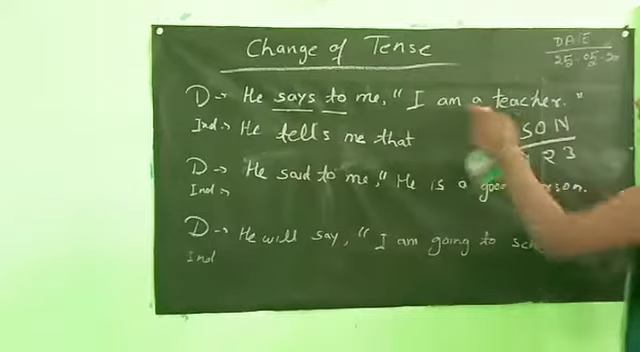 Change of Tense
DATE
25-05-20
D → He says to me, "I am a teacher."
Ind → He tells me that
SON
23
D → He said to me, "He is a
Ind →
D → He will say, "I am going to
Ind